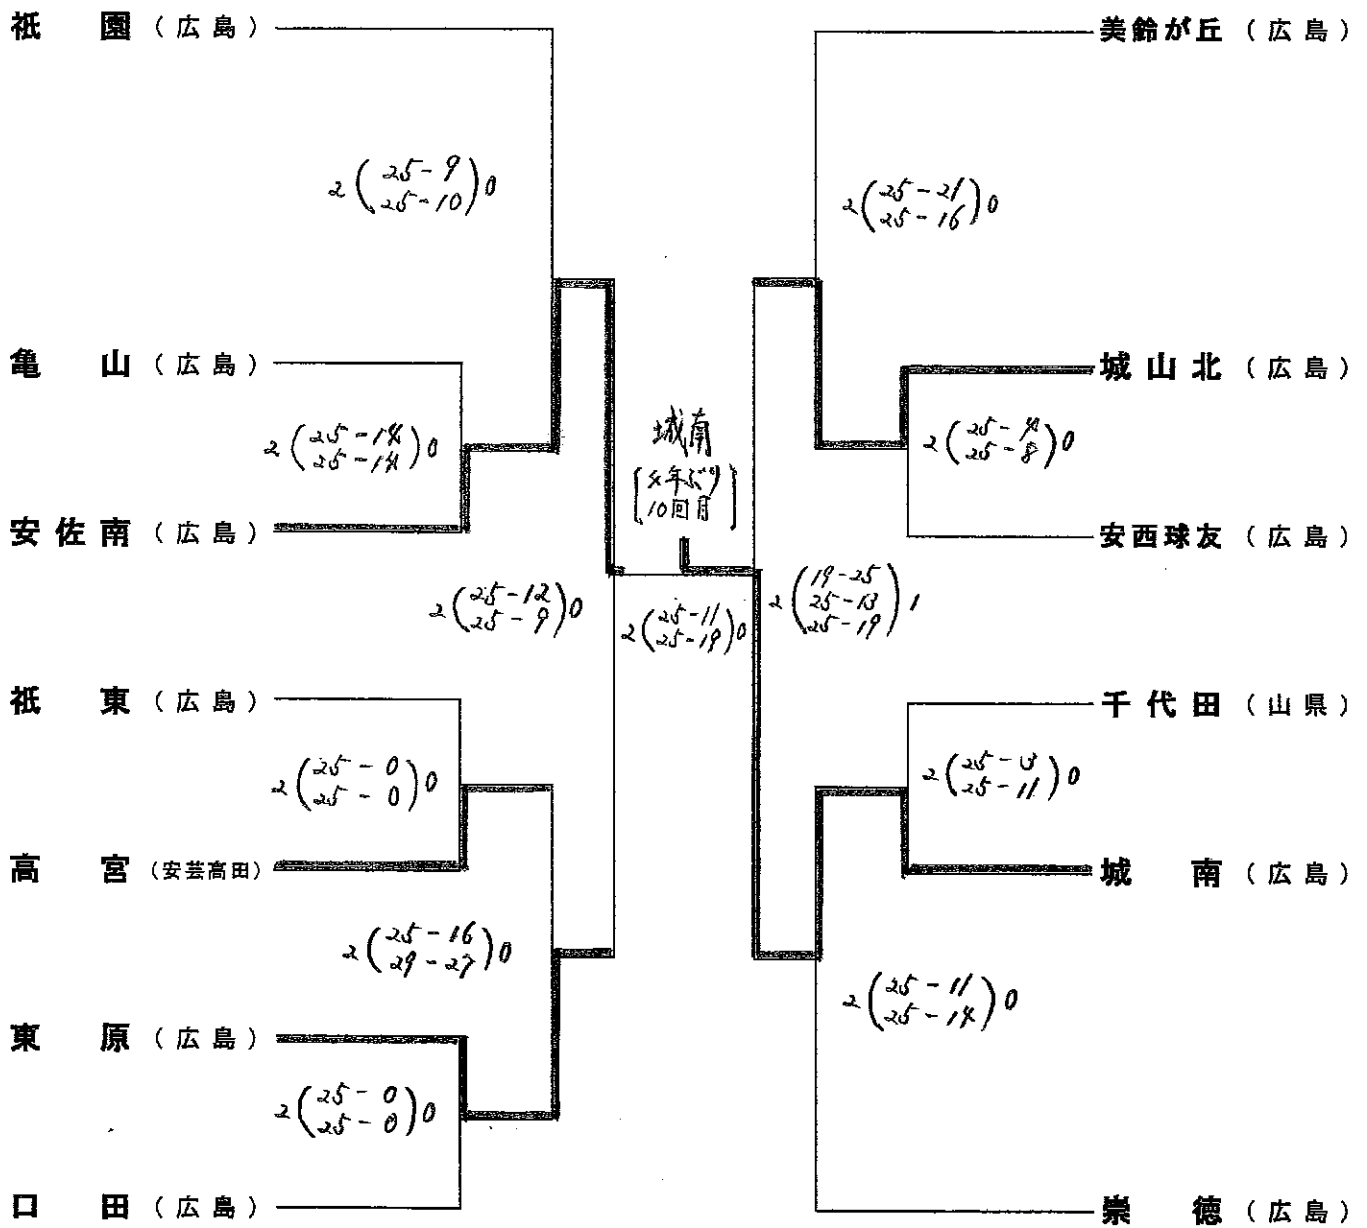 祇園（広島）
美鈴が丘（広島）
2(25-9 25-10)0
2(25-21 25-16)0
亀山（広島）
城山北（広島）
2(25-14 25-14)0
城南
10回目
2(25-4 25-8)0
安佐南（広島）
安西球友（広島）
2(25-12 25-9)0
2(25-11 25-19)0
2(19-25 25-13 25-19)1
祇東（広島）
千代田（山県）
2(25-0 25-0)0
2(25-13 25-11)0
高宮（安芸高田）
城南（広島）
2(25-16 29-27)0
2(25-11 25-14)0
東原（広島）
2(25-0 25-0)0
口田（広島）
崇徳（広島）